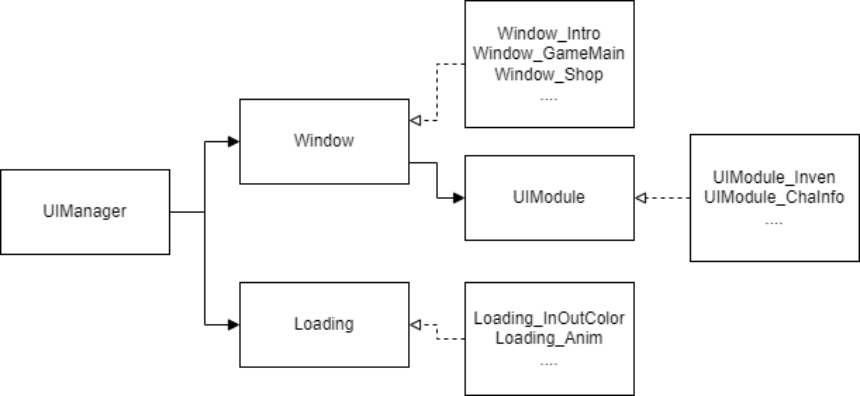 Window_Intro
Window_GameMain
Window_Shop
....
Window
UIManager
UIModule
UIModule_Inven
UIModule_ChaInfo
....
Loading
Loading_InOutColor
Loading_Anim
....